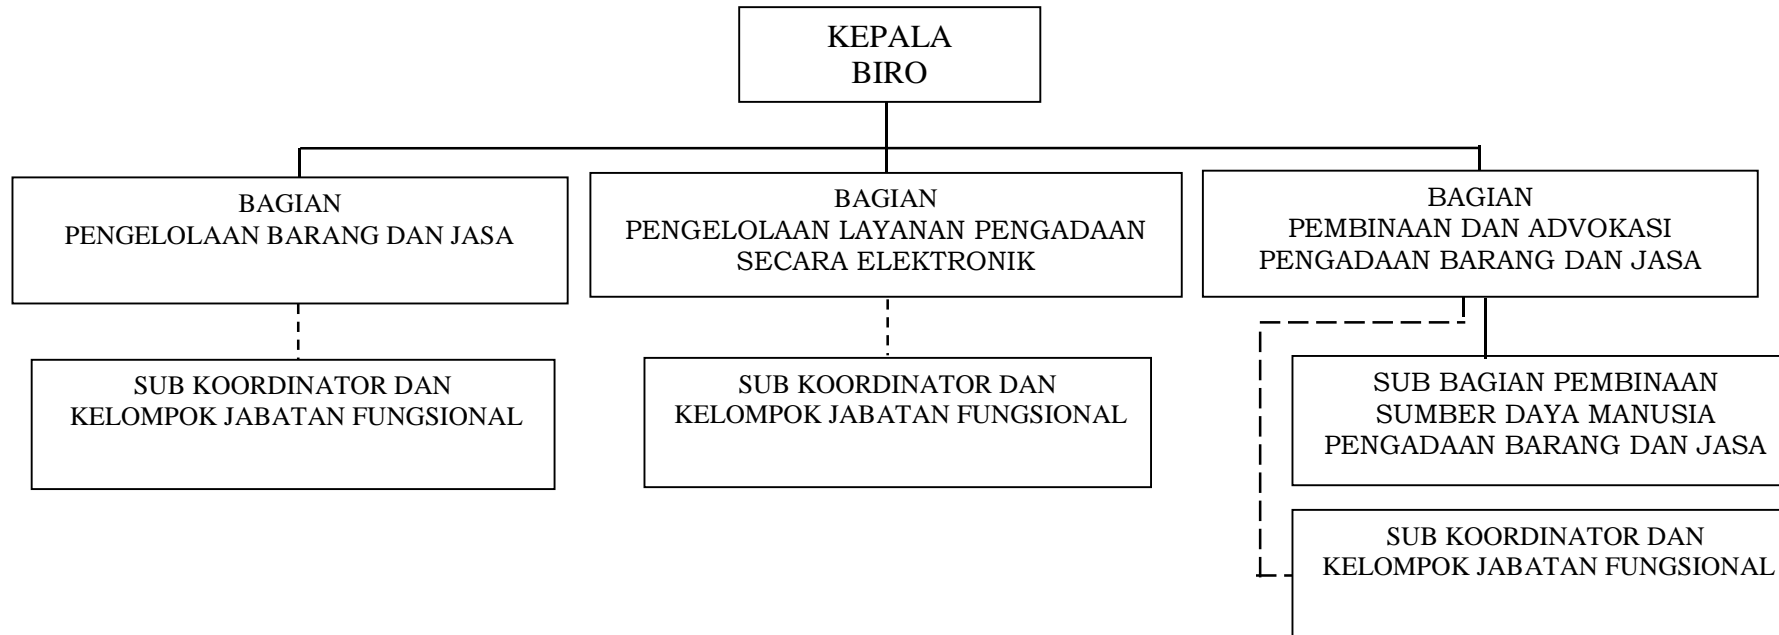 KEPALA
BIRO
BAGIAN
PENGELOLAAN BARANG DAN JASA
BAGIAN
PENGELOLAAN LAYANAN PENGADAAN
SECARA ELEKTRONIK
BAGIAN
PEMBINAAN DAN ADVOKASI
PENGADAAN BARANG DAN JASA
SUB KOORDINATOR DAN
KELOMPOK JABATAN FUNGSIONAL
SUB KOORDINATOR DAN
KELOMPOK JABATAN FUNGSIONAL
SUB BAGIAN PEMBINAAN
SUMBER DAYA MANUSIA
PENGADAAN BARANG DAN JASA
SUB KOORDINATOR DAN
KELOMPOK JABATAN FUNGSIONAL